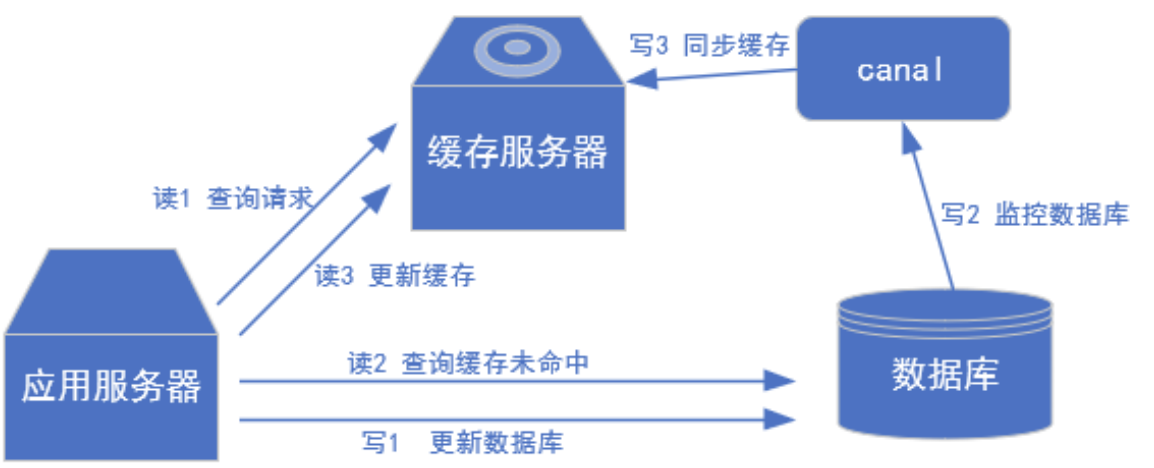 写3 同步缓存
canal
缓存服务器
读1 查询请求
写2 监控数据库
读3 更新缓存
读2 查询缓存未命中
应用服务器
数据库
写1 更新数据库